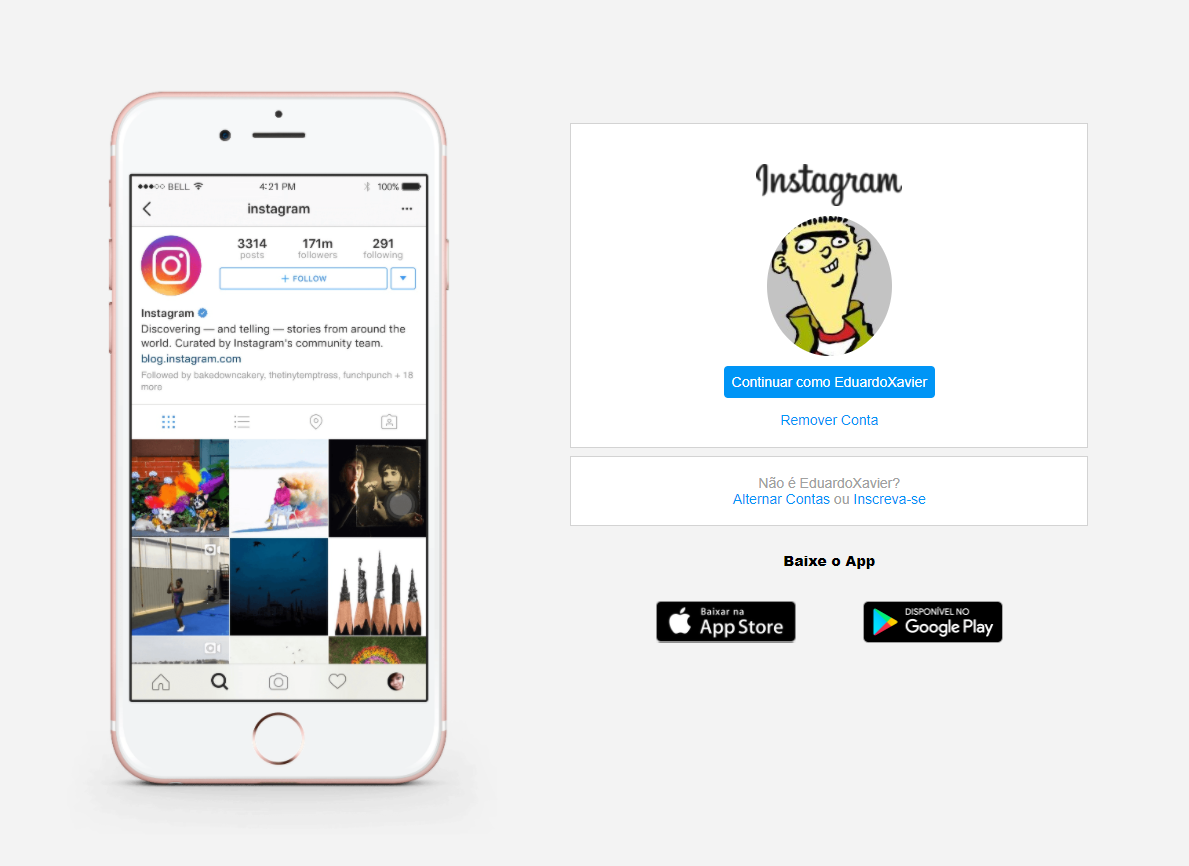 BELL 4:21 PM 100%
instagram
3314 171m 291
posts followers following
+ FOLLOW
Instagram
Discovering — and telling — stories from around the
world. Curated by Instagram's community team.
blog.instagram.com
Followed by bakedowncakery, thetinytemptress, funchpunch + 18
more
Instagram
Continuar como EduardoXavier
Remover Conta
Não é EduardoXavier?
Alternar Contas ou Inscreva-se
Baixe o App
Baixar na
App Store
DISPONÍVEL NO
Google Play